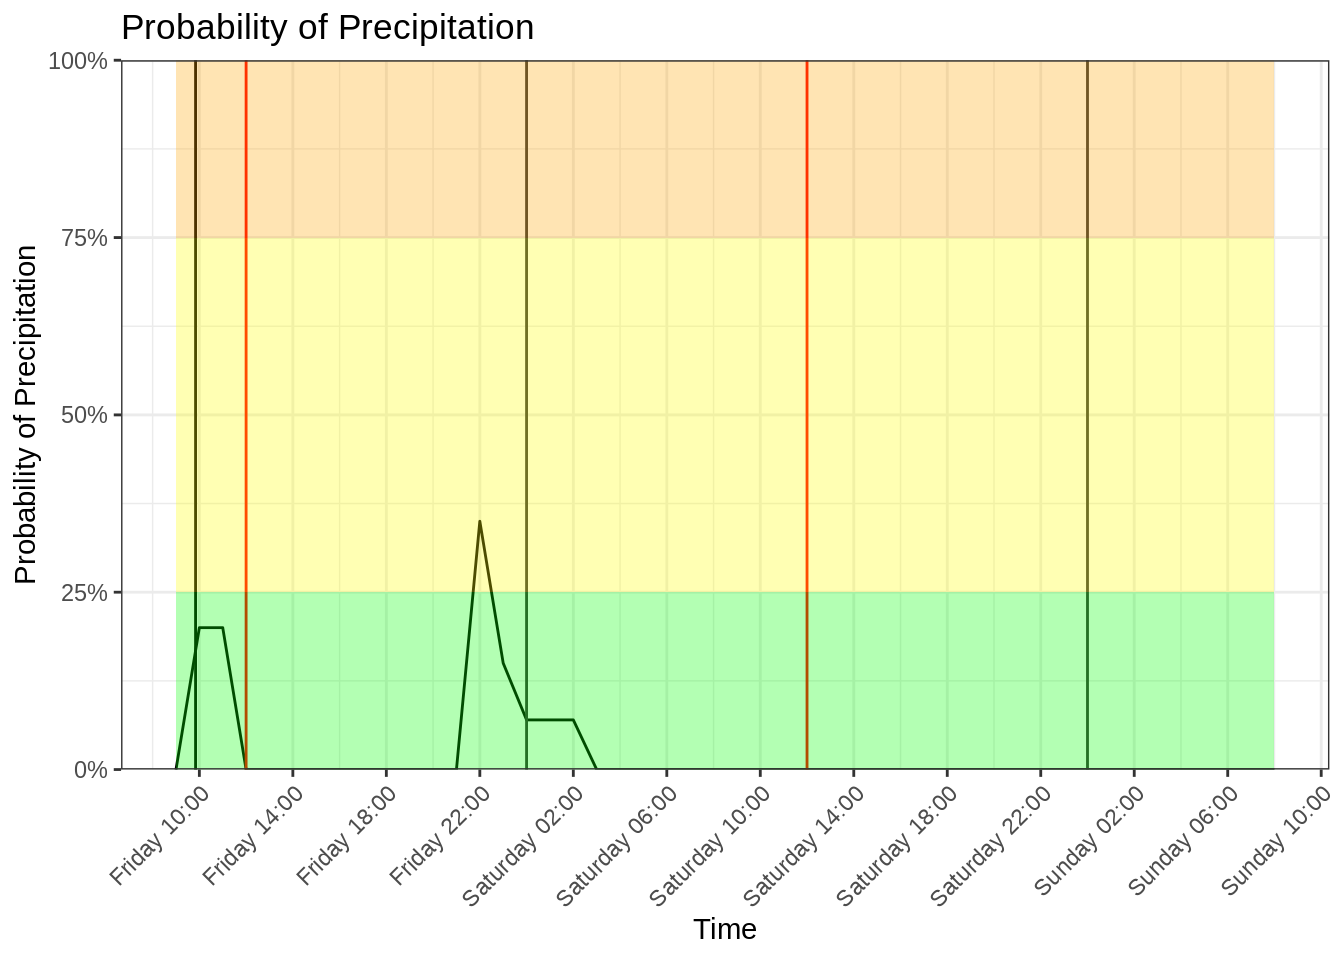 Probability of Precipitation
Probability of Precipitation
100%
75%
50%
25%
0%
Friday 10:00
Friday 14:00
Friday 18:00
Friday 22:00
Saturday 02:00
Saturday 06:00
Saturday 10:00
Saturday 14:00
Saturday 18:00
Saturday 22:00
Sunday 02:00
Sunday 06:00
Sunday 10:00
Time